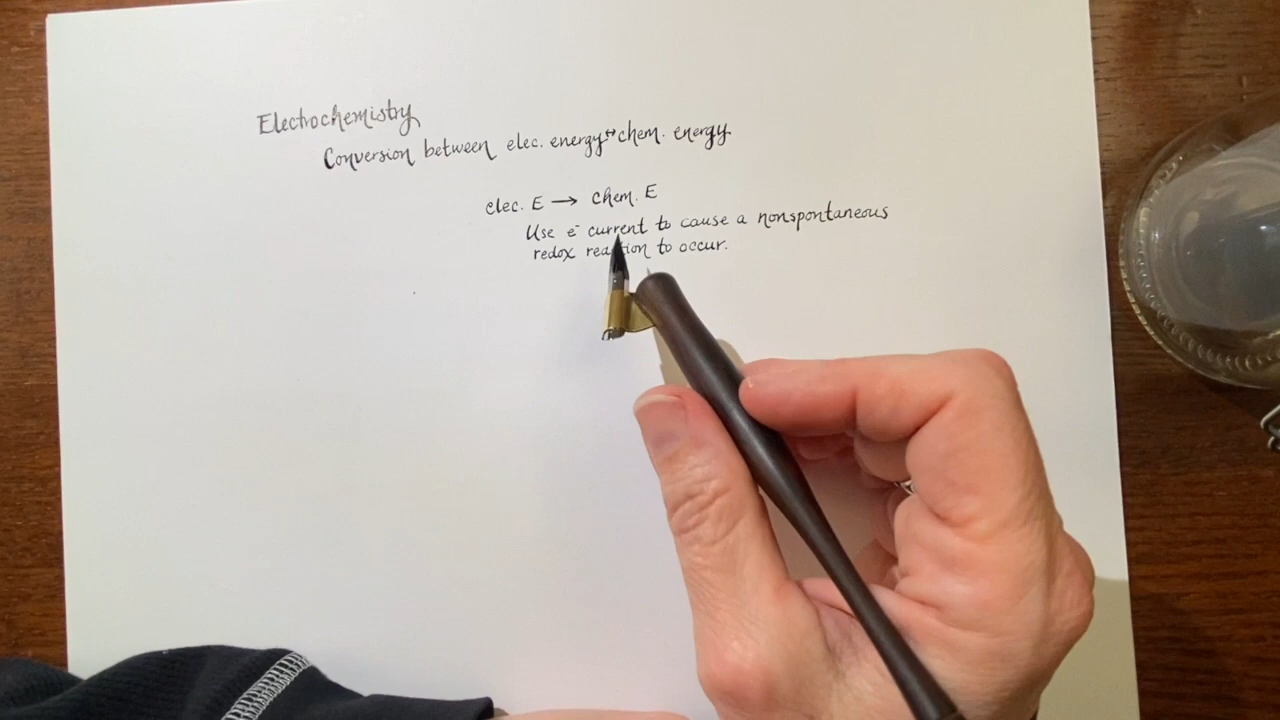 Electrochemistry
Conversion between elec. energy ↔ chem. energy
elec. E → Chem. E
Use e⁻ current to cause a nonspontaneous
redox reaction to occur.